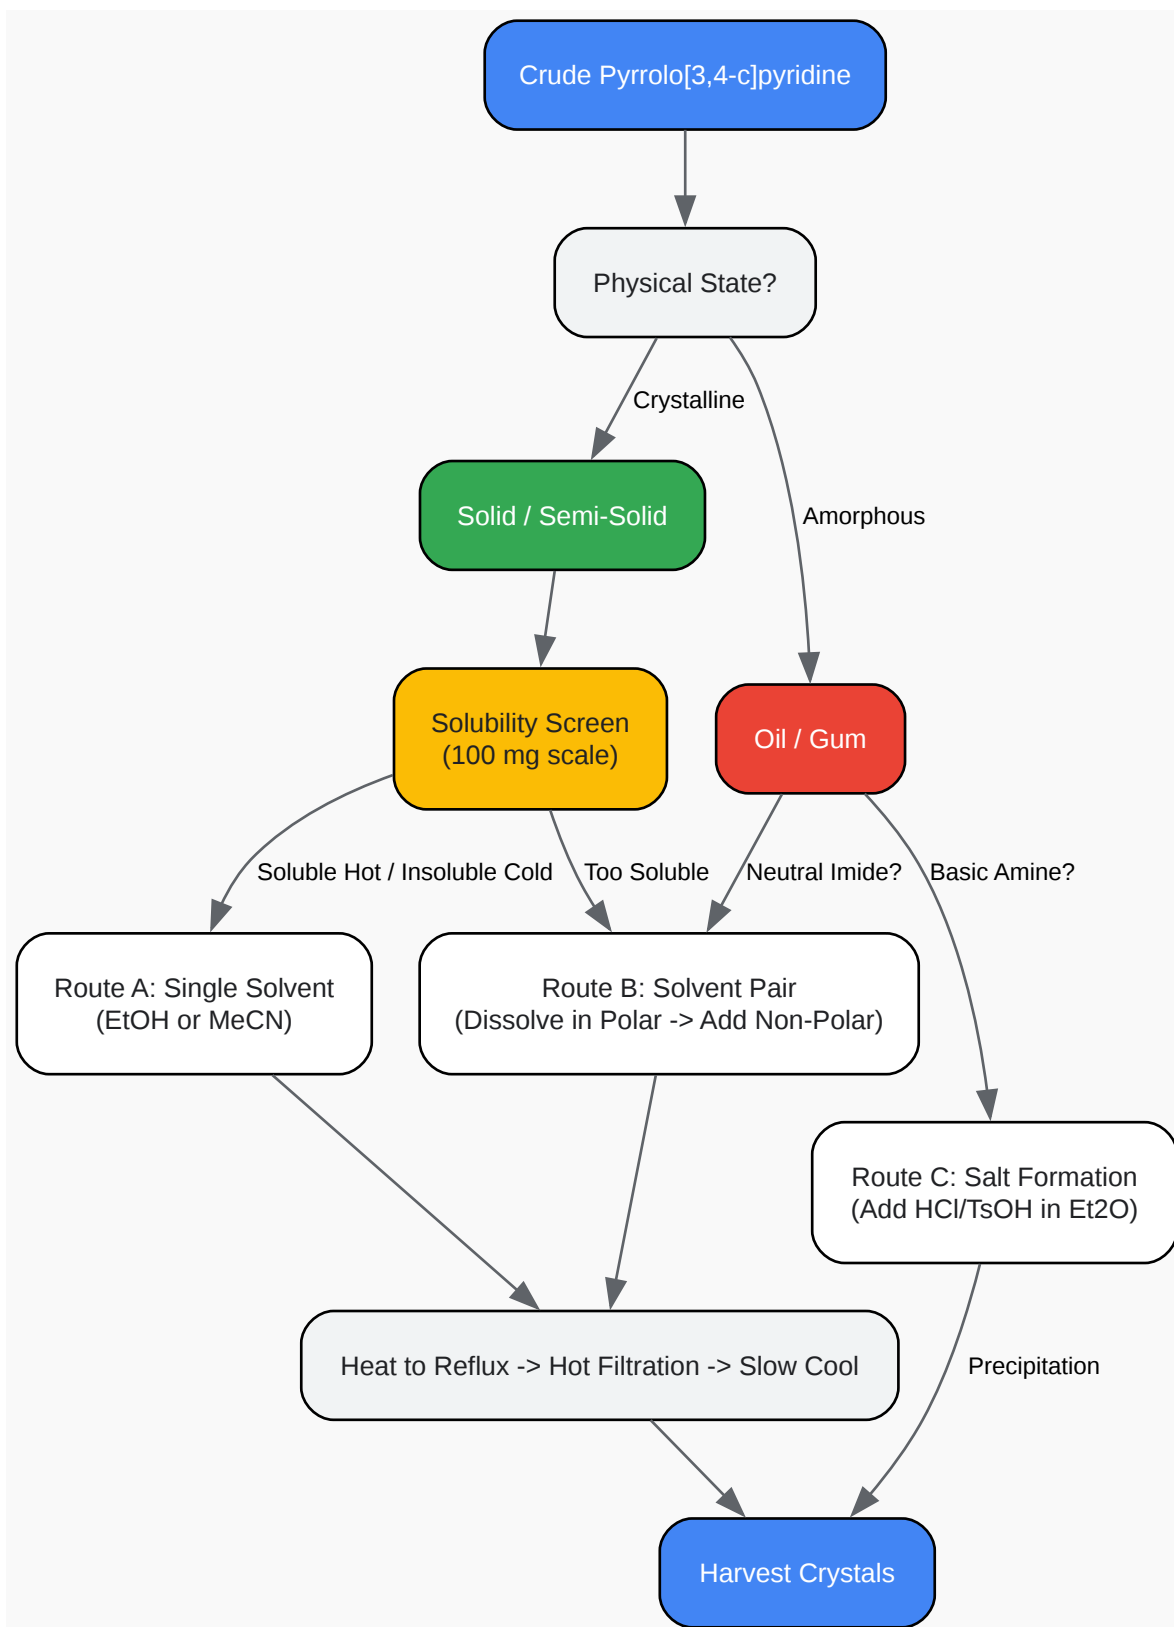 Crude Pyrrolo[3,4-c]pyridine
Physical State?
Crystalline
Solid / Semi-Solid
Amorphous
Solubility Screen
(100 mg scale)
Oil / Gum
Soluble Hot / Insoluble Cold
Too Soluble
Neutral Imide?
Basic Amine?
Route A: Single Solvent
(EtOH or MeCN)
Route B: Solvent Pair
(Dissolve in Polar -> Add Non-Polar)
Route C: Salt Formation
(Add HCl/TsOH in Et2O)
Heat to Reflux -> Hot Filtration -> Slow Cool
Precipitation
Harvest Crystals